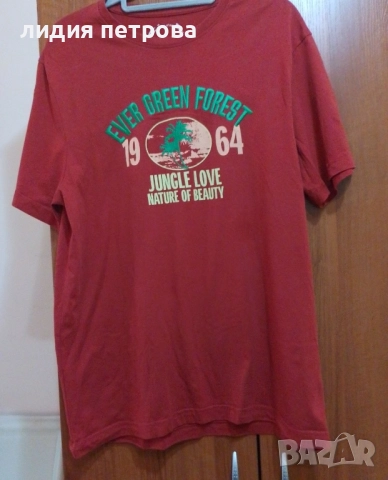 лидия петрова
EVER GREEN FOREST
19 64
JUNGLE LOVE
NATURE OF BEAUTY
BAZAR